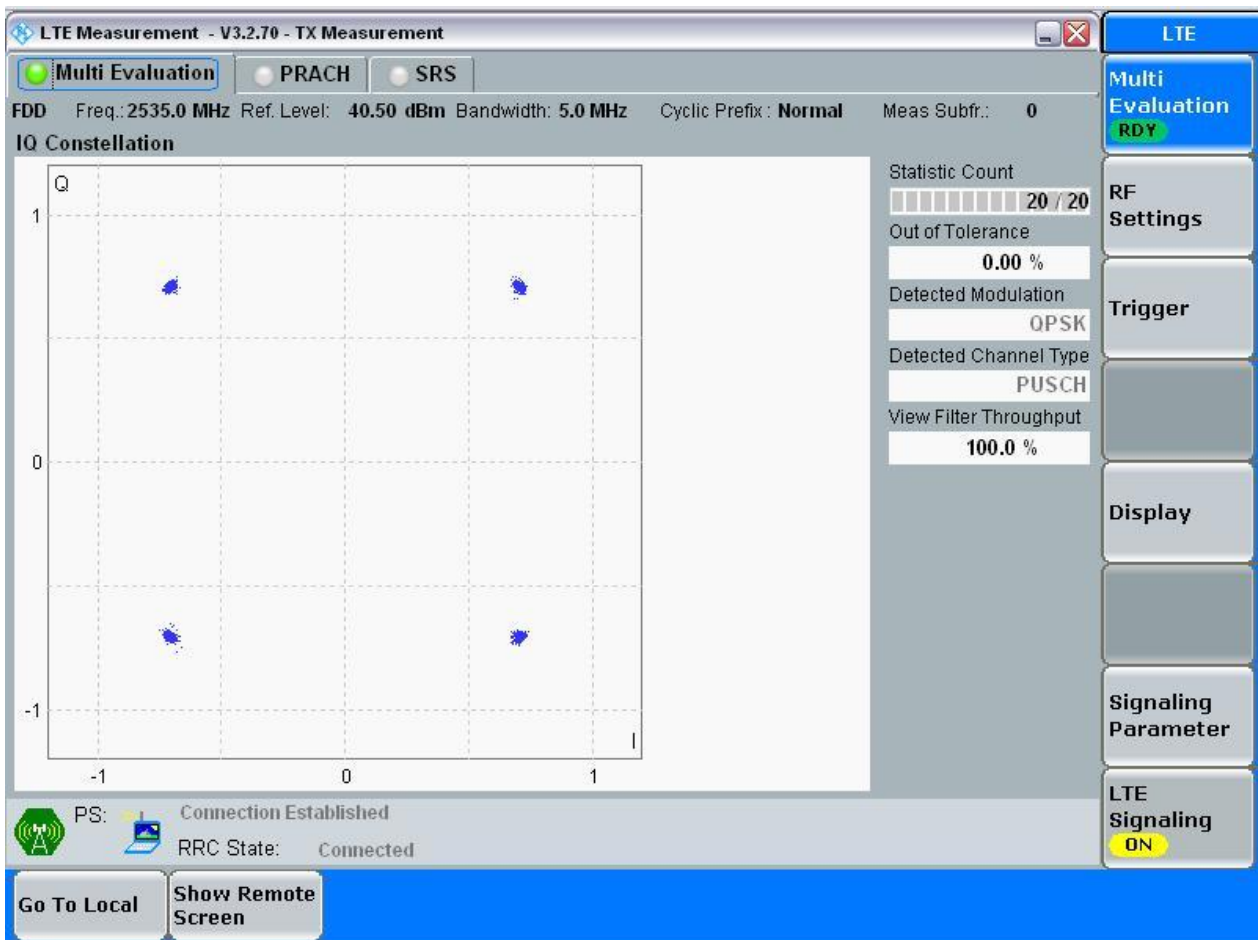 LTE Measurement - V3.2.70 - TX Measurement
LTE
Multi Evaluation PRACH SRS
FDD Freq.: 2535.0 MHz Ref. Level: 40.50 dBm Bandwidth: 5.0 MHz Cyclic Prefix : Normal Meas Subfr.: 0
IQ Constellation
Q
1
0
-1
-1 0 1
I
Statistic Count
20 / 20
Out of Tolerance
0.00 %
Detected Modulation
QPSK
Detected Channel Type
PUSCH
View Filter Throughput
100.0 %
PS: Connection Established
RRC State: Connected
Multi
Evaluation
RDY
RF
Settings
Trigger
Display
Signaling
Parameter
LTE
Signaling
ON
Go To Local
Show Remote
Screen